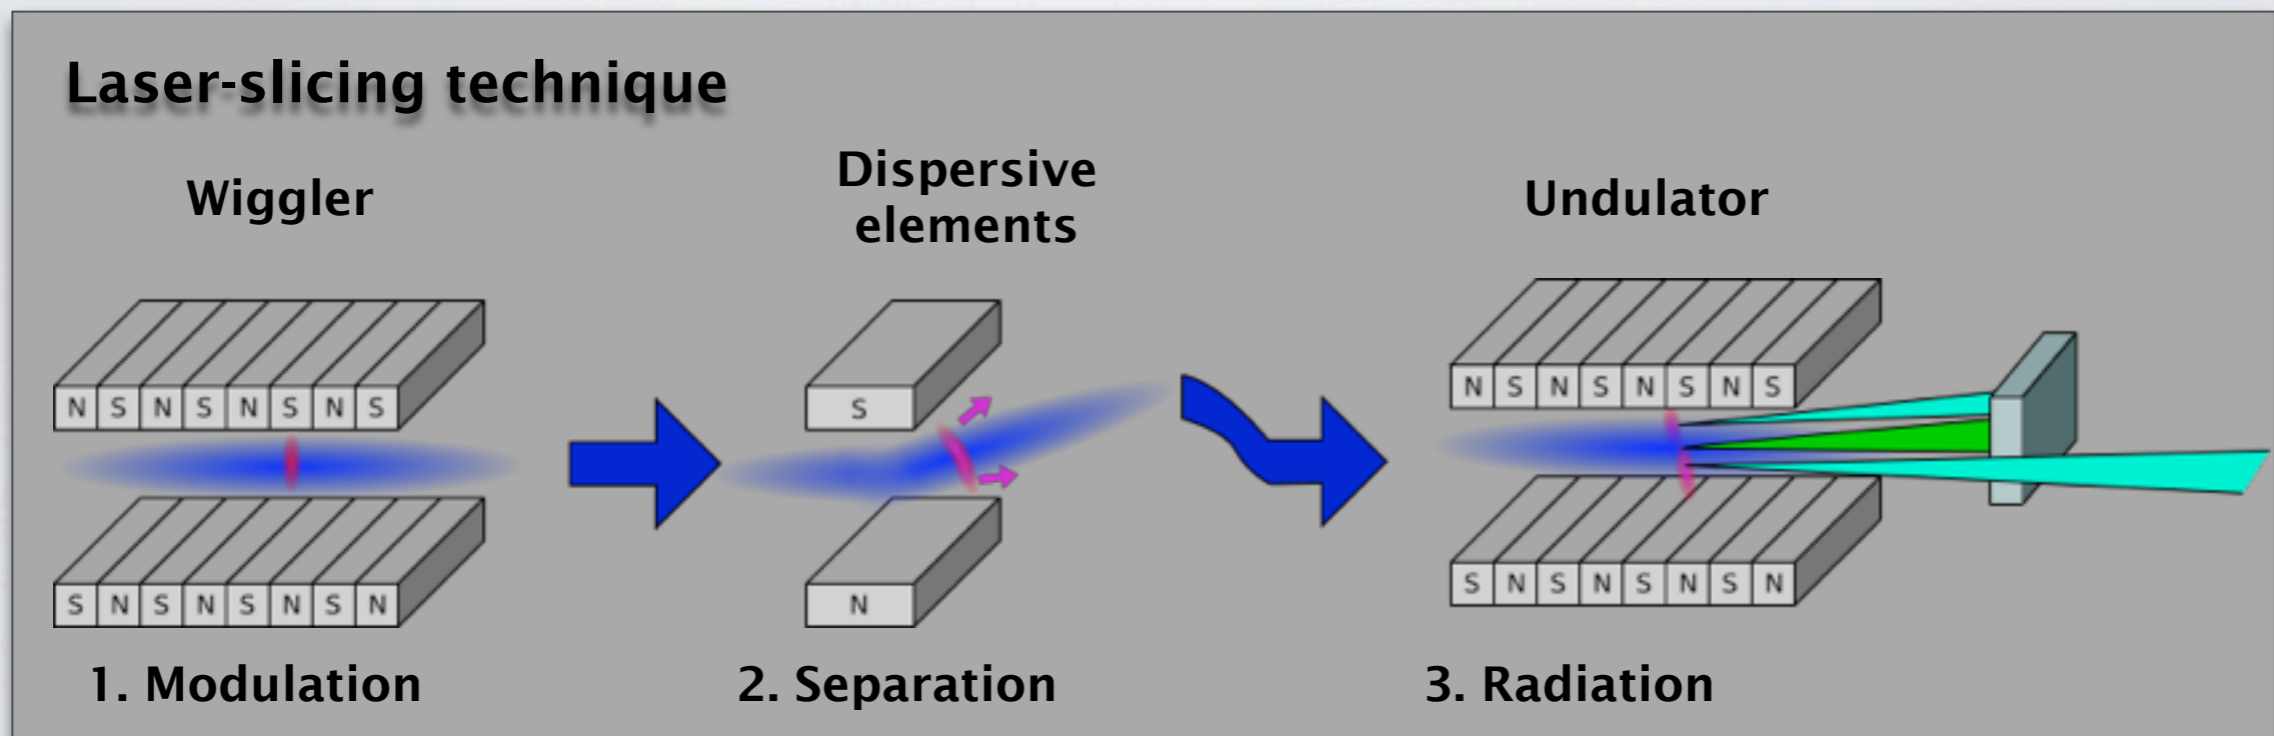 Laser-slicing technique
Wiggler
Dispersive
elements
Undulator
N S N S N S N S
S N S N S N S N
S
N
N S N S N S N S
S N S N S N S N
1. Modulation
2. Separation
3. Radiation